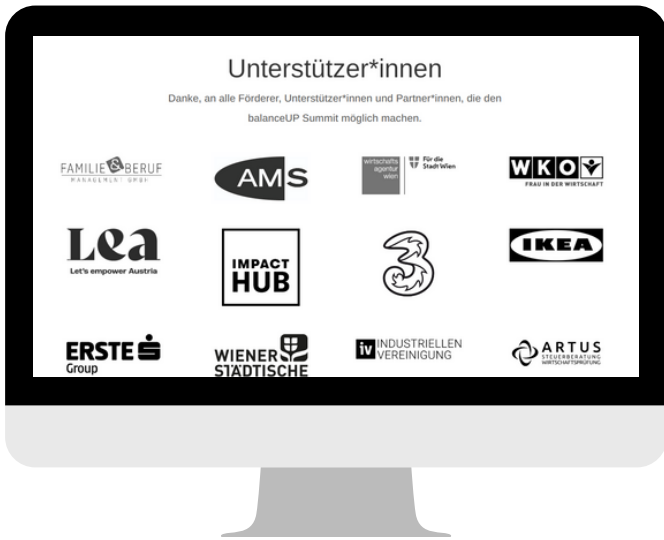 Unterstützer*innen
Danke, an alle Förderer, Unterstützer*innen und Partner*innen, die den
balanceUP Summit möglich machen.
FAMILIE & BERUF
MANAGEMENT GMBH
AMS
wirtschafts
agentur
wien
Für die
Stadt Wien
WKO
FRAU IN DER WIRTSCHAFT
Lea
Let's empower Austria
IMPACT
HUB
3
IKEA
ERSTE
Group
WIENER
STÄDTISCHE
iv INDUSTRIELLEN
VEREINIGUNG
ARTUS
STEUERBERATUNG
WIRTSCHAFTSPRÜFUNG